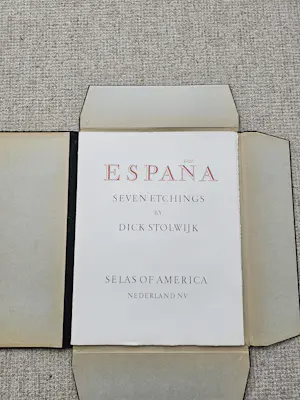 ESPAÑA
SEVEN ETCHINGS
BY
DICK STOLWIJK
SELAS OF AMERICA
NEDERLAND NV